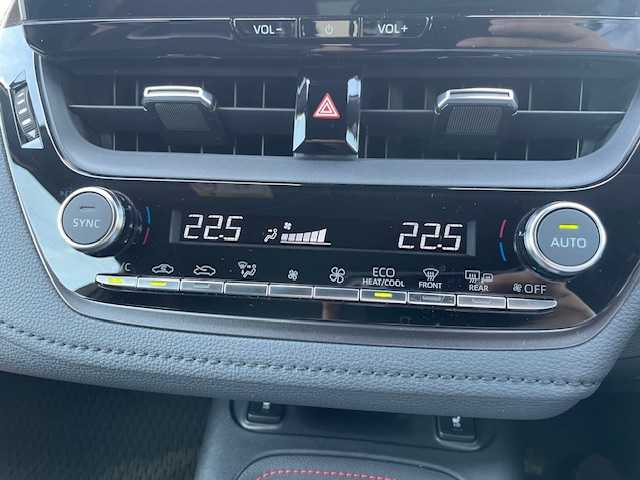 VOL- VOL+
SYNC 22.5 22.5 AUTO
C ECO HEAT/COOL FRONT REAR OFF